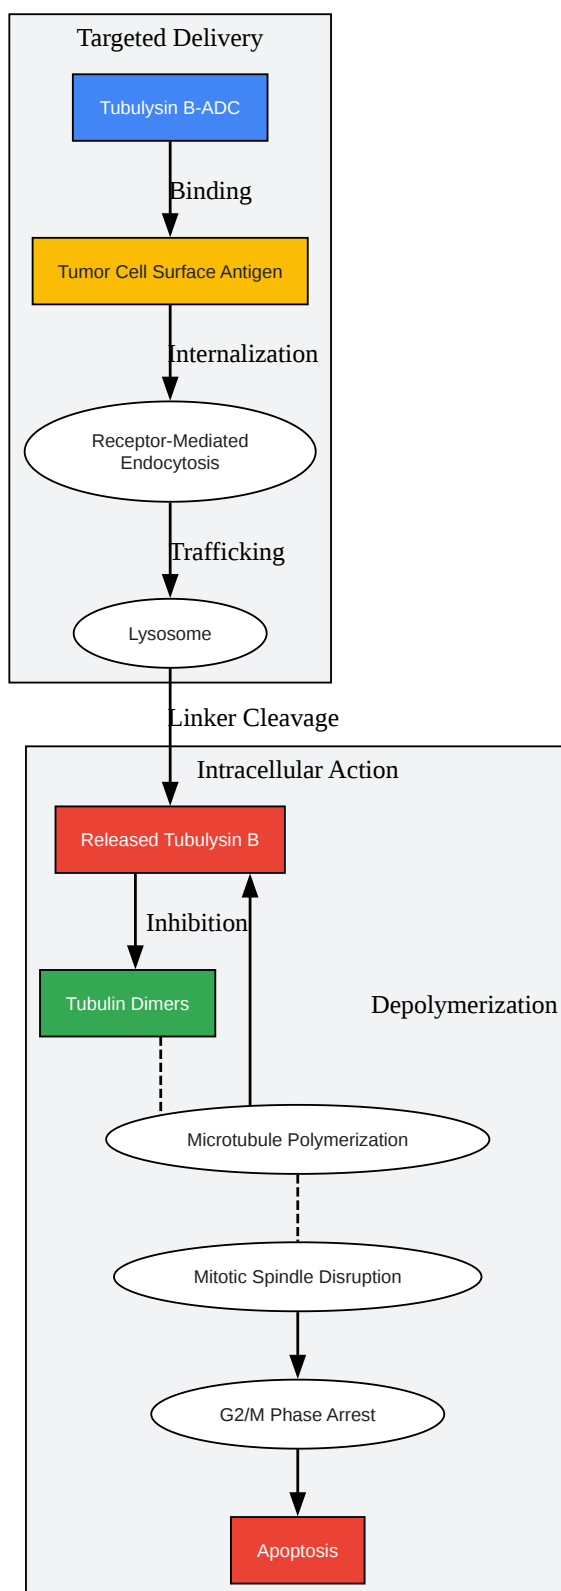 Targeted Delivery
Tubulysin B-ADC
Binding
Tumor Cell Surface Antigen
Internalization
Receptor-Mediated
Endocytosis
Trafficking
Lysosome
Linker Cleavage
Intracellular Action
Released Tubulysin B
Inhibition
Tubulin Dimers
Depolymerization
Microtubule Polymerization
Mitotic Spindle Disruption
G2/M Phase Arrest
Apoptosis